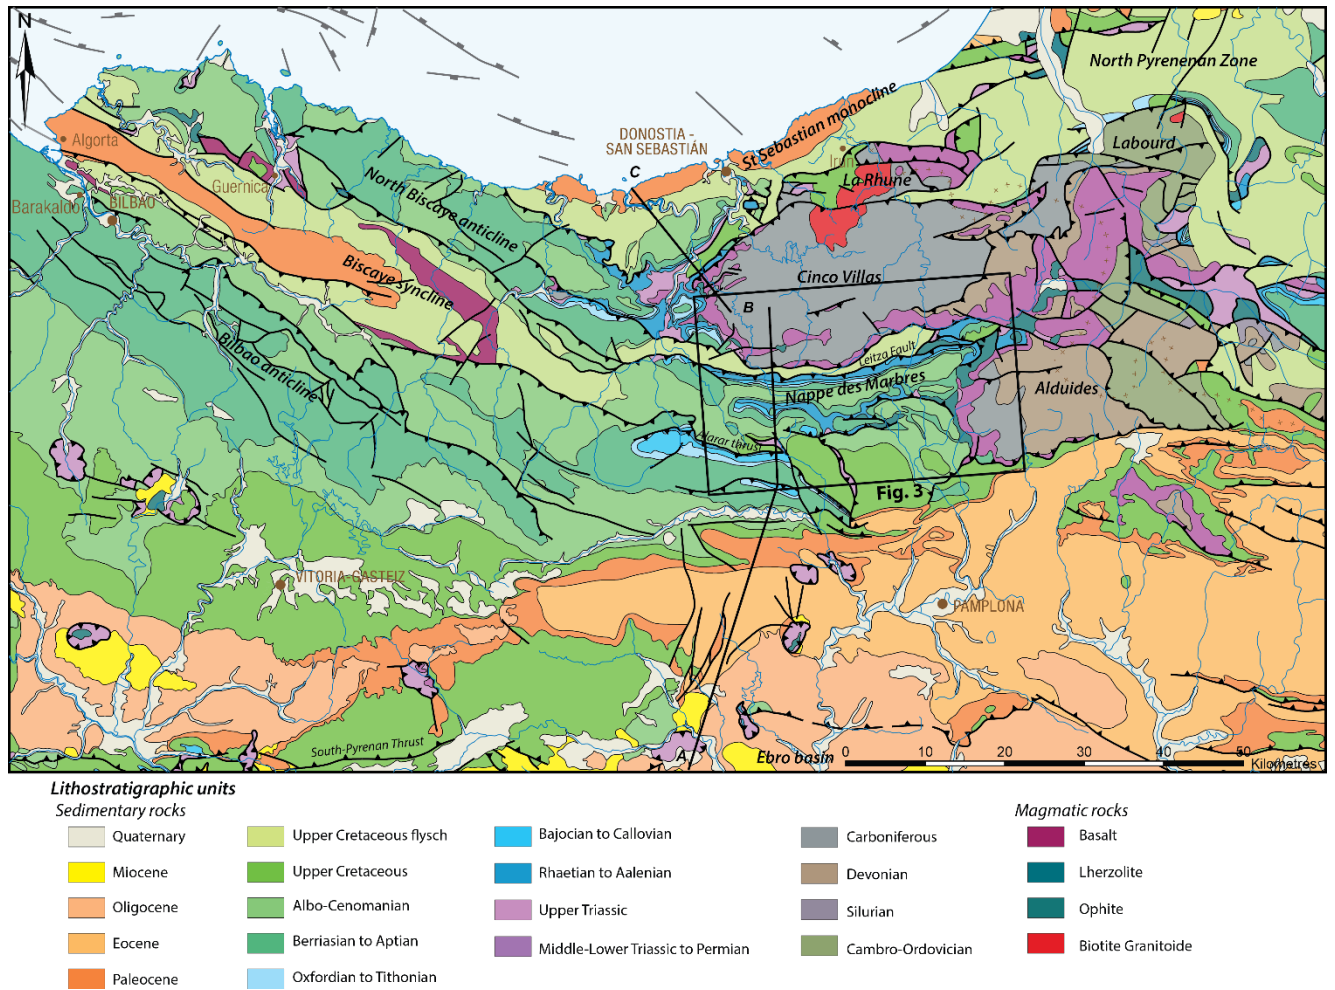 N
North Pyrenenan Zone
Algorta
DONOSTIA -
SAN SEBASTIÁN
St Sebastian monocline
Irun
Labourd
C
La Rhune
Guernica
North Biscaye anticline
Barakaldo
BILBAO
Biscaye syncline
Cinco Villas
B
Bilbao anticline
Leitza Fault
Nappe des Marbres
Alduides
Aralar thrust
Fig. 3
VITORIA-GASTEIZ
PAMPLONA
South-Pyrenan Thrust
A
Ebro basin
0 10 20 30 40 50
Kilometres
Lithostratigraphic units
Sedimentary rocks
Quaternary
Miocene
Oligocene
Eocene
Paleocene
Upper Cretaceous flysch
Upper Cretaceous
Albo-Cenomanian
Berriasian to Aptian
Oxfordian to Tithonian
Bajocian to Callovian
Rhaetian to Aalenian
Upper Triassic
Middle-Lower Triassic to Permian
Carboniferous
Devonian
Silurian
Cambro-Ordovician
Magmatic rocks
Basalt
Lherzolite
Ophite
Biotite Granitoide